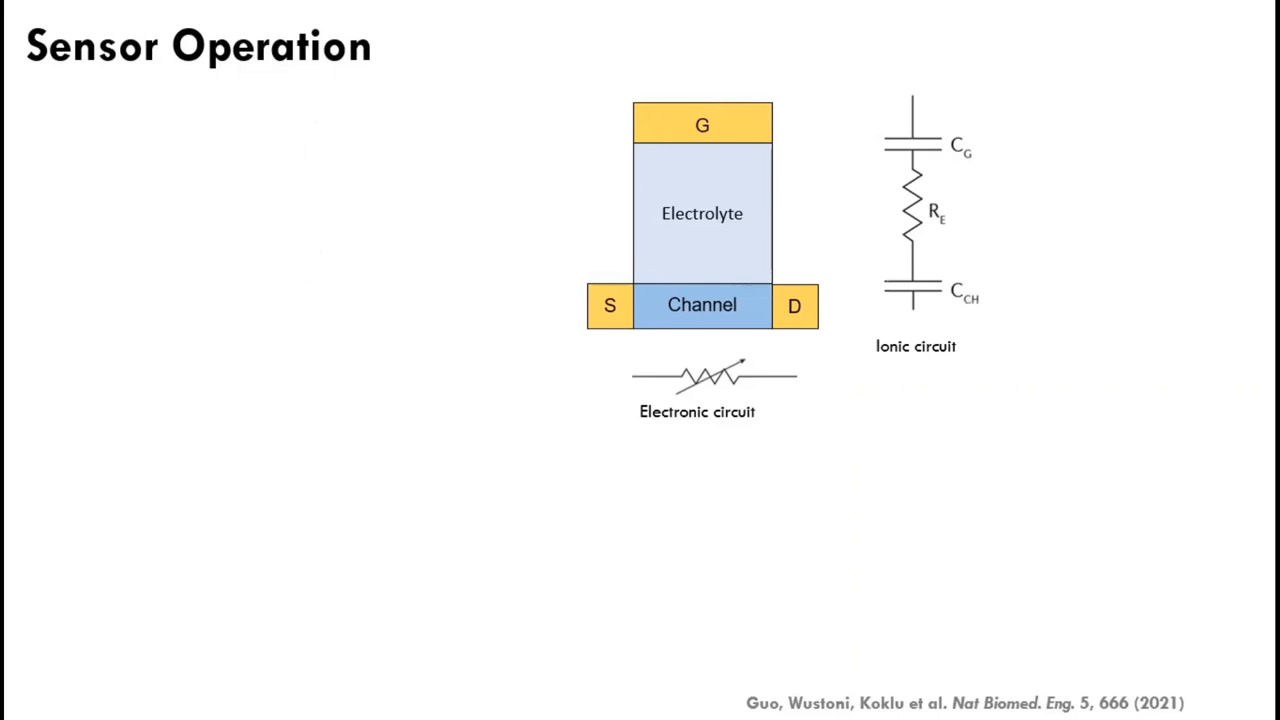 Sensor Operation
G
Electrolyte
S
Channel
D
Electronic circuit
C_G
R_E
C_CH
Ionic circuit
Guo, Wustoni, Koklu et al. Nat Biomed. Eng. 5, 666 (2021)